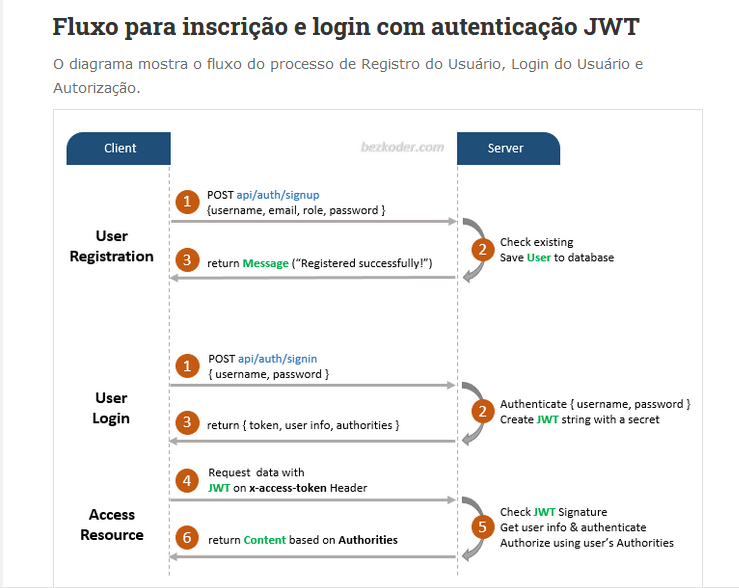 Fluxo para inscrição e login com autenticação JWT
O diagrama mostra o fluxo do processo de Registro do Usuário, Login do Usuário e
Autorização.
Client
bezkoder.com
Server
User
Registration
1
POST api/auth/signup
{username, email, role, password }
2
Check existing
Save User to database
3
return Message (“Registered successfully!”)
User
Login
1
POST api/auth/signin
{ username, password }
2
Authenticate { username, password }
Create JWT string with a secret
3
return { token, user info, authorities }
Access
Resource
4
Request data with
JWT on x-access-token Header
5
Check JWT Signature
Get user info & authenticate
Authorize using user’s Authorities
6
return Content based on Authorities